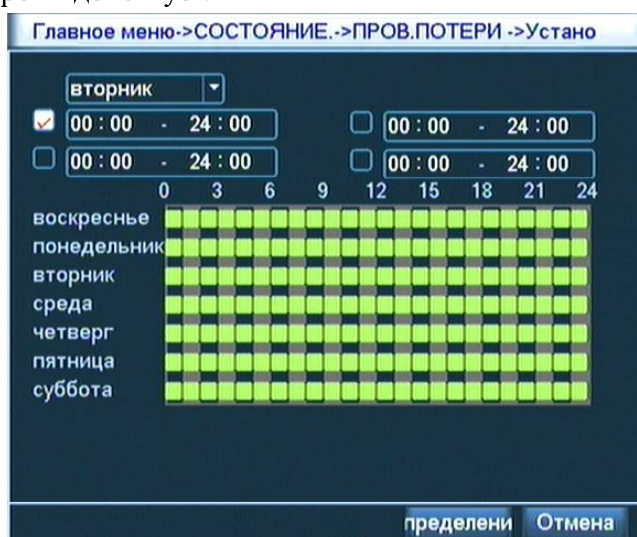 Главное меню->СОСТОЯНИЕ.->ПРОВ.ПОТЕРИ ->Устано
вторник
00 : 00 - 24 : 00 00 : 00 - 24 : 00
00 : 00 - 24 : 00 00 : 00 - 24 : 00
0 3 6 9 12 15 18 21 24
воскреснье
понедельник
вторник
среда
четверг
пятница
суббота
пределени Отмена